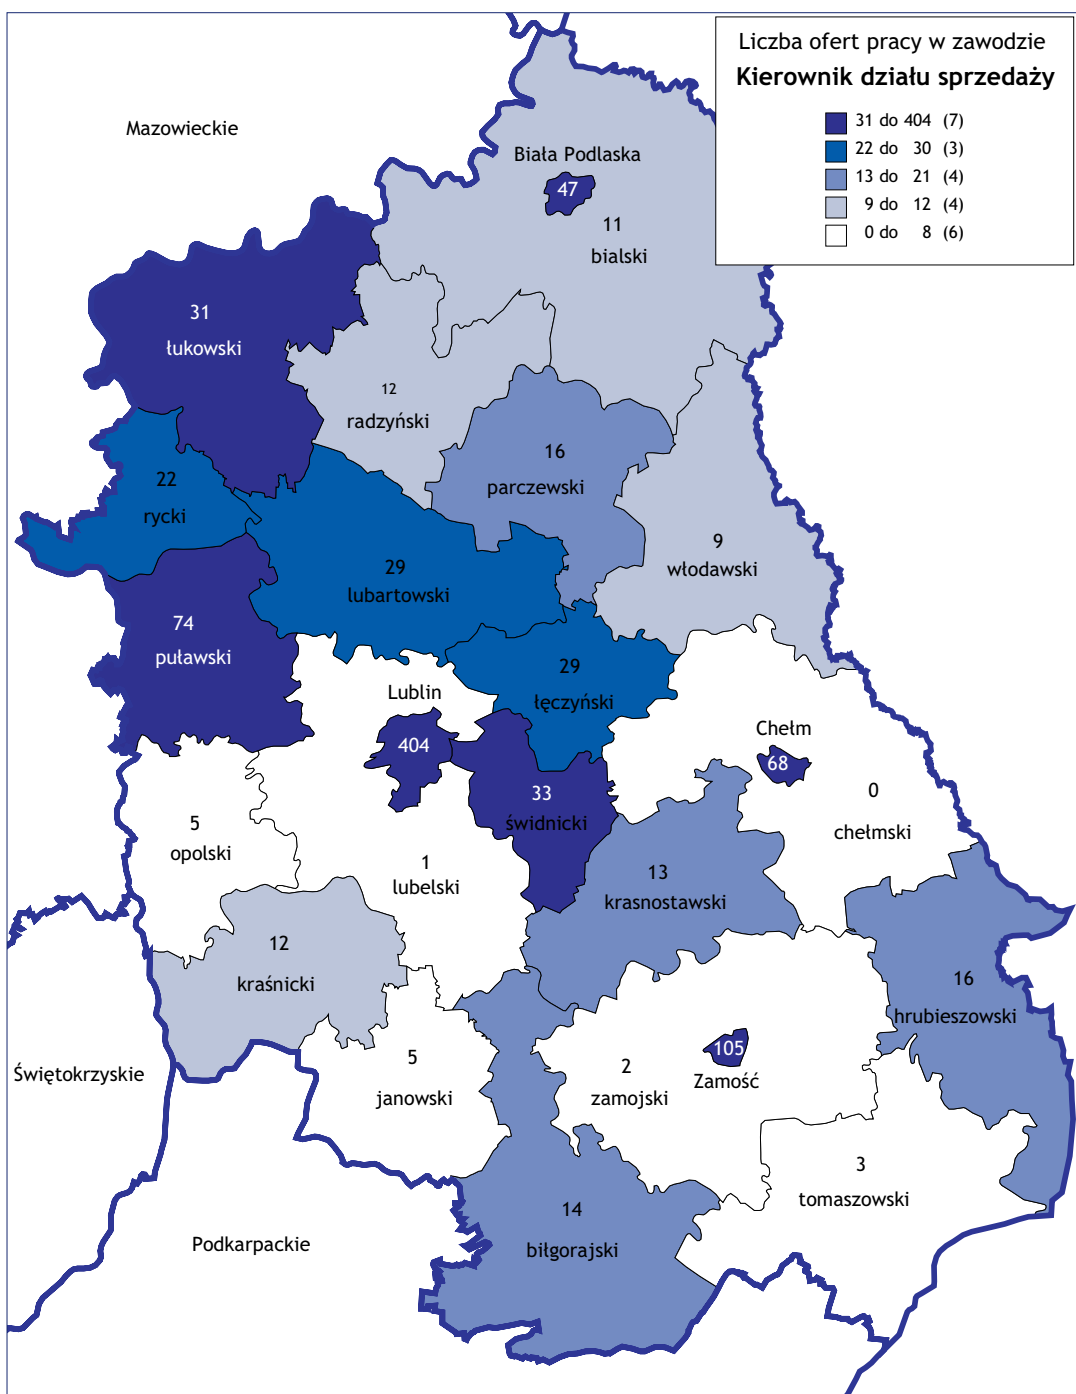 Liczba ofert pracy w zawodzie
Kierownik działu sprzedaży
31 do 404 (7)
22 do 30 (3)
13 do 21 (4)
9 do 12 (4)
0 do 8 (6)
Mazowieckie
Biała Podlaska
47
11
bialski
31
łukowski
12
radzyński
16
parczewski
22
rycki
9
włodawski
29
lubartowski
74
puławski
29
łęczyński
Lublin
404
Chełm
68
33
świdnicki
0
chełmski
5
opolski
1
lubelski
13
krasnostawski
12
kraśnicki
16
hrubieszowski
105
Zamość
2
zamojski
5
janowski
Świętokrzyskie
3
tomaszowski
14
biłgorajski
Podkarpackie